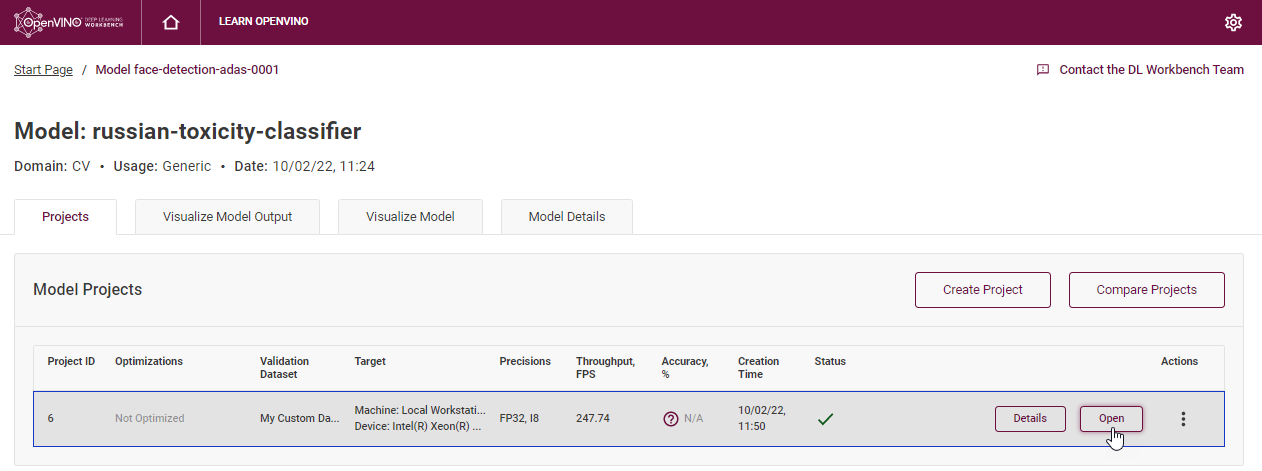 OpenVINO DEEP LEARNING WORKBENCH LEARN OPENVINO
Start Page / Model face-detection-adas-0001 Contact the DL Workbench Team
Model: russian-toxicity-classifier
Domain: CV • Usage: Generic • Date: 10/02/22, 11:24
Projects Visualize Model Output Visualize Model Model Details
Model Projects Create Project Compare Projects
Project ID Optimizations Validation Dataset Target Precisions Throughput, FPS Accuracy, % Creation Time Status Actions
6 Not Optimized My Custom Da... Machine: Local Workstati... Device: Intel(R) Xeon(R) ... FP32, I8 247.74 N/A 10/02/22, 11:50 Details Open